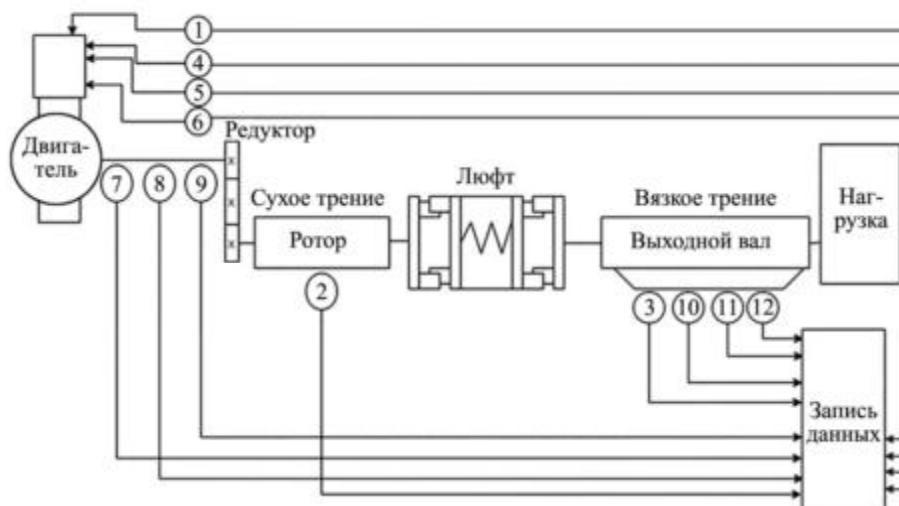 1
4
5
6
Двига-
тель
Редуктор
7
8
9
x
x
x
Сухое трение
Ротор
2
Люфт
Вязкое трение
Выходной вал
3
10
11
12
Наг-
рузка
Запись
данных